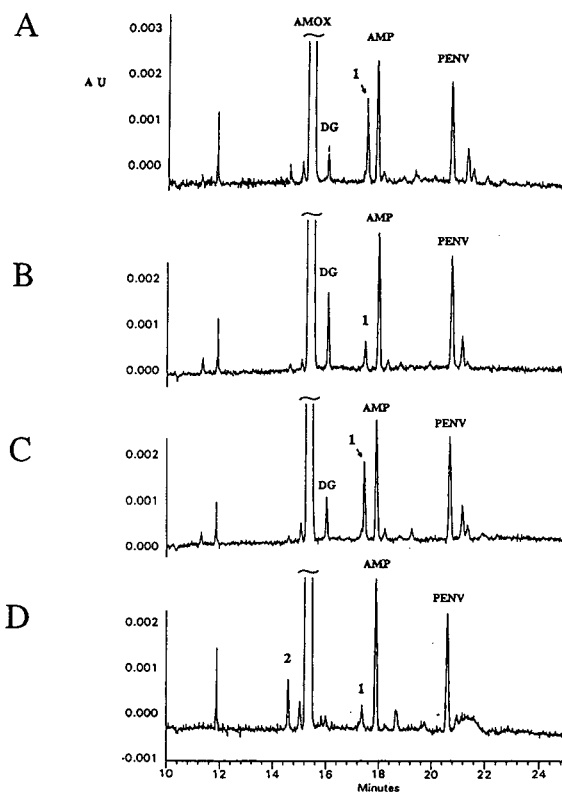 A
0.003
AMOX
AMP
PENV
A U
0.002
1
0.001
DG
0.000
B
AMP
PENV
0.002
DG
0.001
1
0.000
C
AMP
PENV
0.002
1
0.001
DG
0.000
D
AMP
PENV
0.002
0.001
2
1
0.000
-0.001
10 12 14 16 18 20 22 24
Minutes